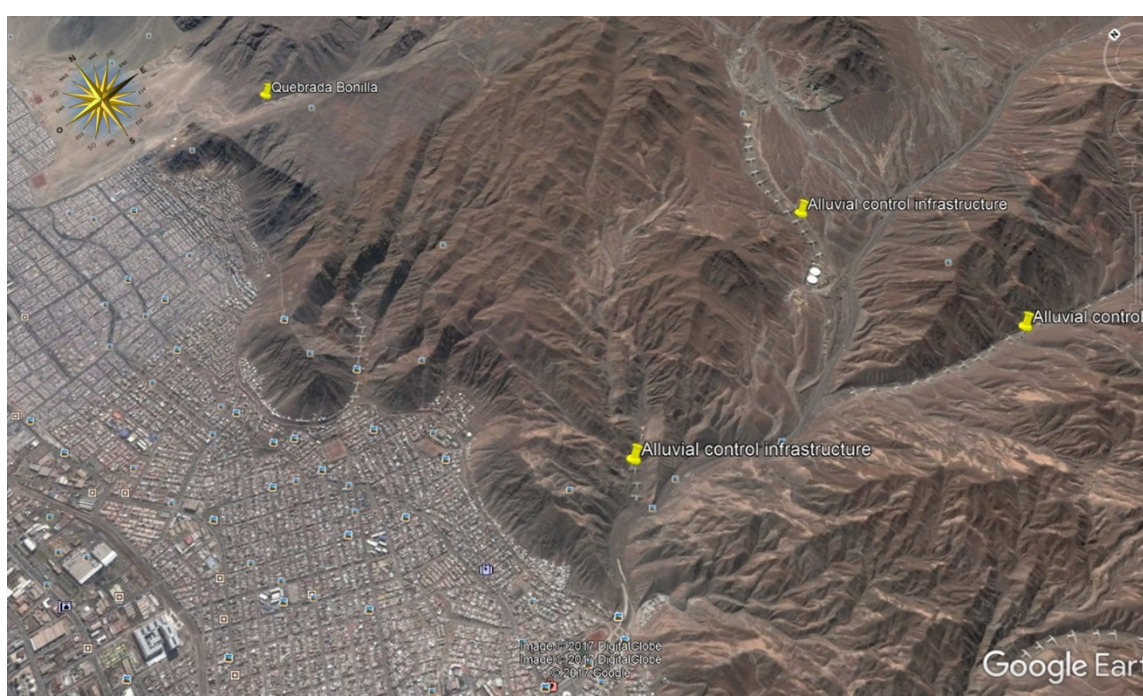 N
E
S
O
Quebrada Bonilla
N
Alluvial control infrastructure
Alluvial control
Alluvial control infrastructure
Image © 2017 DigitalGlobe
Image © 2017 DigitalGlobe
© 2017 Google
Google Ear